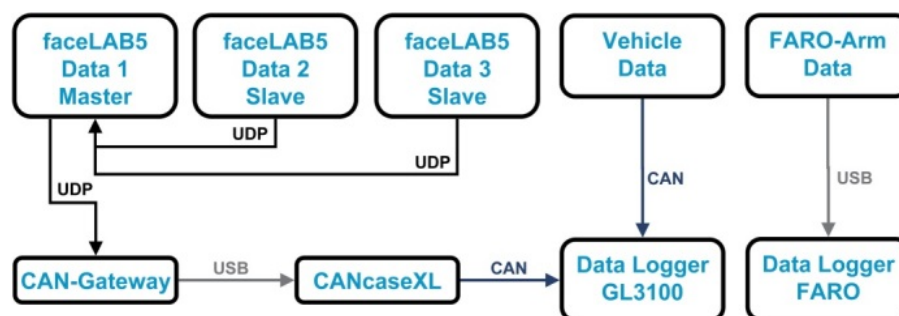 faceLAB5
Data 1
Master
faceLAB5
Data 2
Slave
faceLAB5
Data 3
Slave
Vehicle
Data
FARO-Arm
Data
UDP
UDP
UDP
CAN
USB
CAN-Gateway
USB
CANcaseXL
CAN
Data Logger
GL3100
Data Logger
FARO